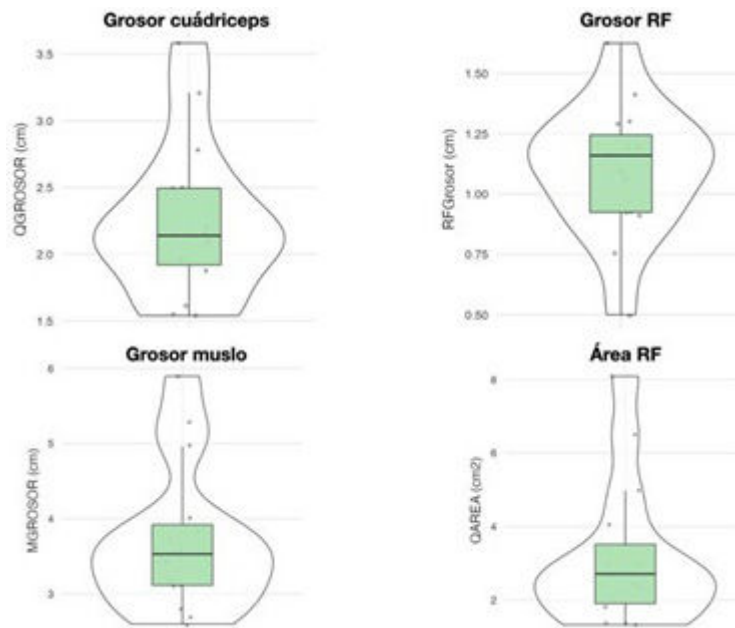 Grosor cuádriceps
3.5
3.0
2.5
2.0
1.5
QGROSOR (cm)
Grosor RF
1.50
1.25
1.00
0.75
0.50
RFGrosor (cm)
Grosor muslo
6
5
4
3
MGROSOR (cm)
Área RF
8
6
4
2
QAREA (cm2)